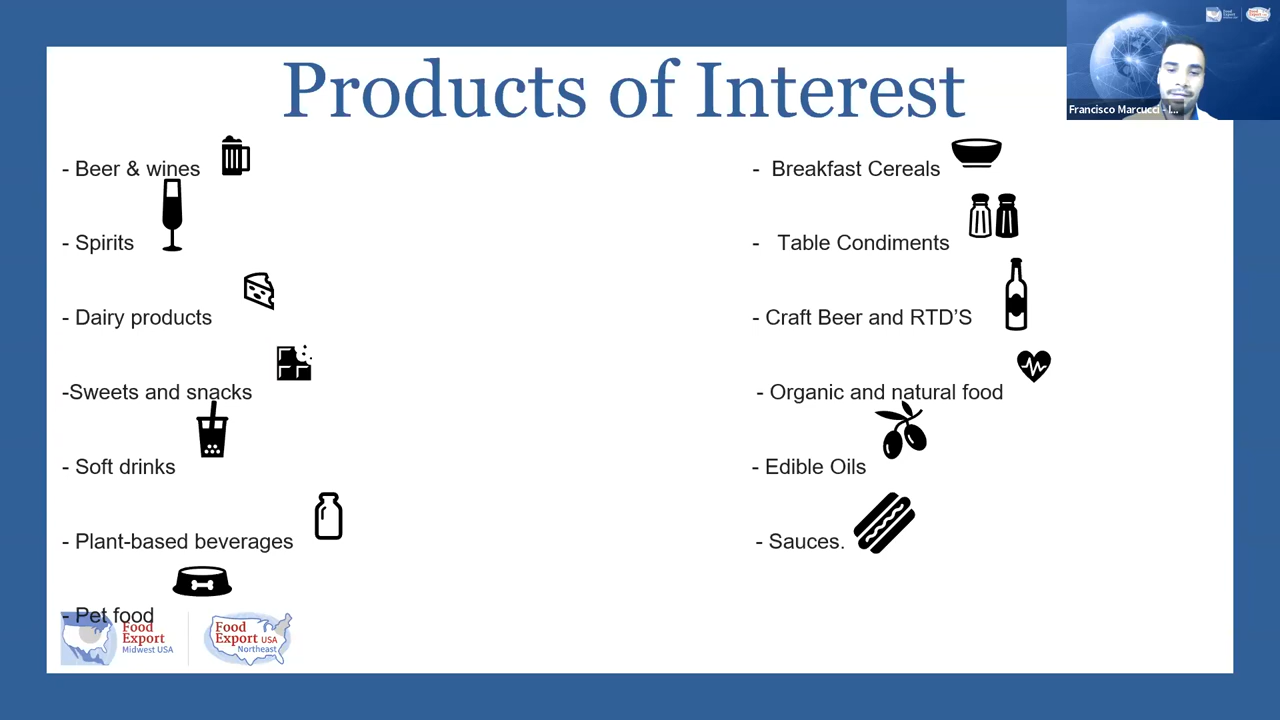 Products of Interest
Francisco Marcucci - I...
- Beer & wines
- Spirits
- Dairy products
-Sweets and snacks
- Soft drinks
- Plant-based beverages
- Pet food
- Breakfast Cereals
- Table Condiments
- Craft Beer and RTD'S
- Organic and natural food
- Edible Oils
- Sauces.
Food
Export
Midwest USA
Food
Export USA
Northeast